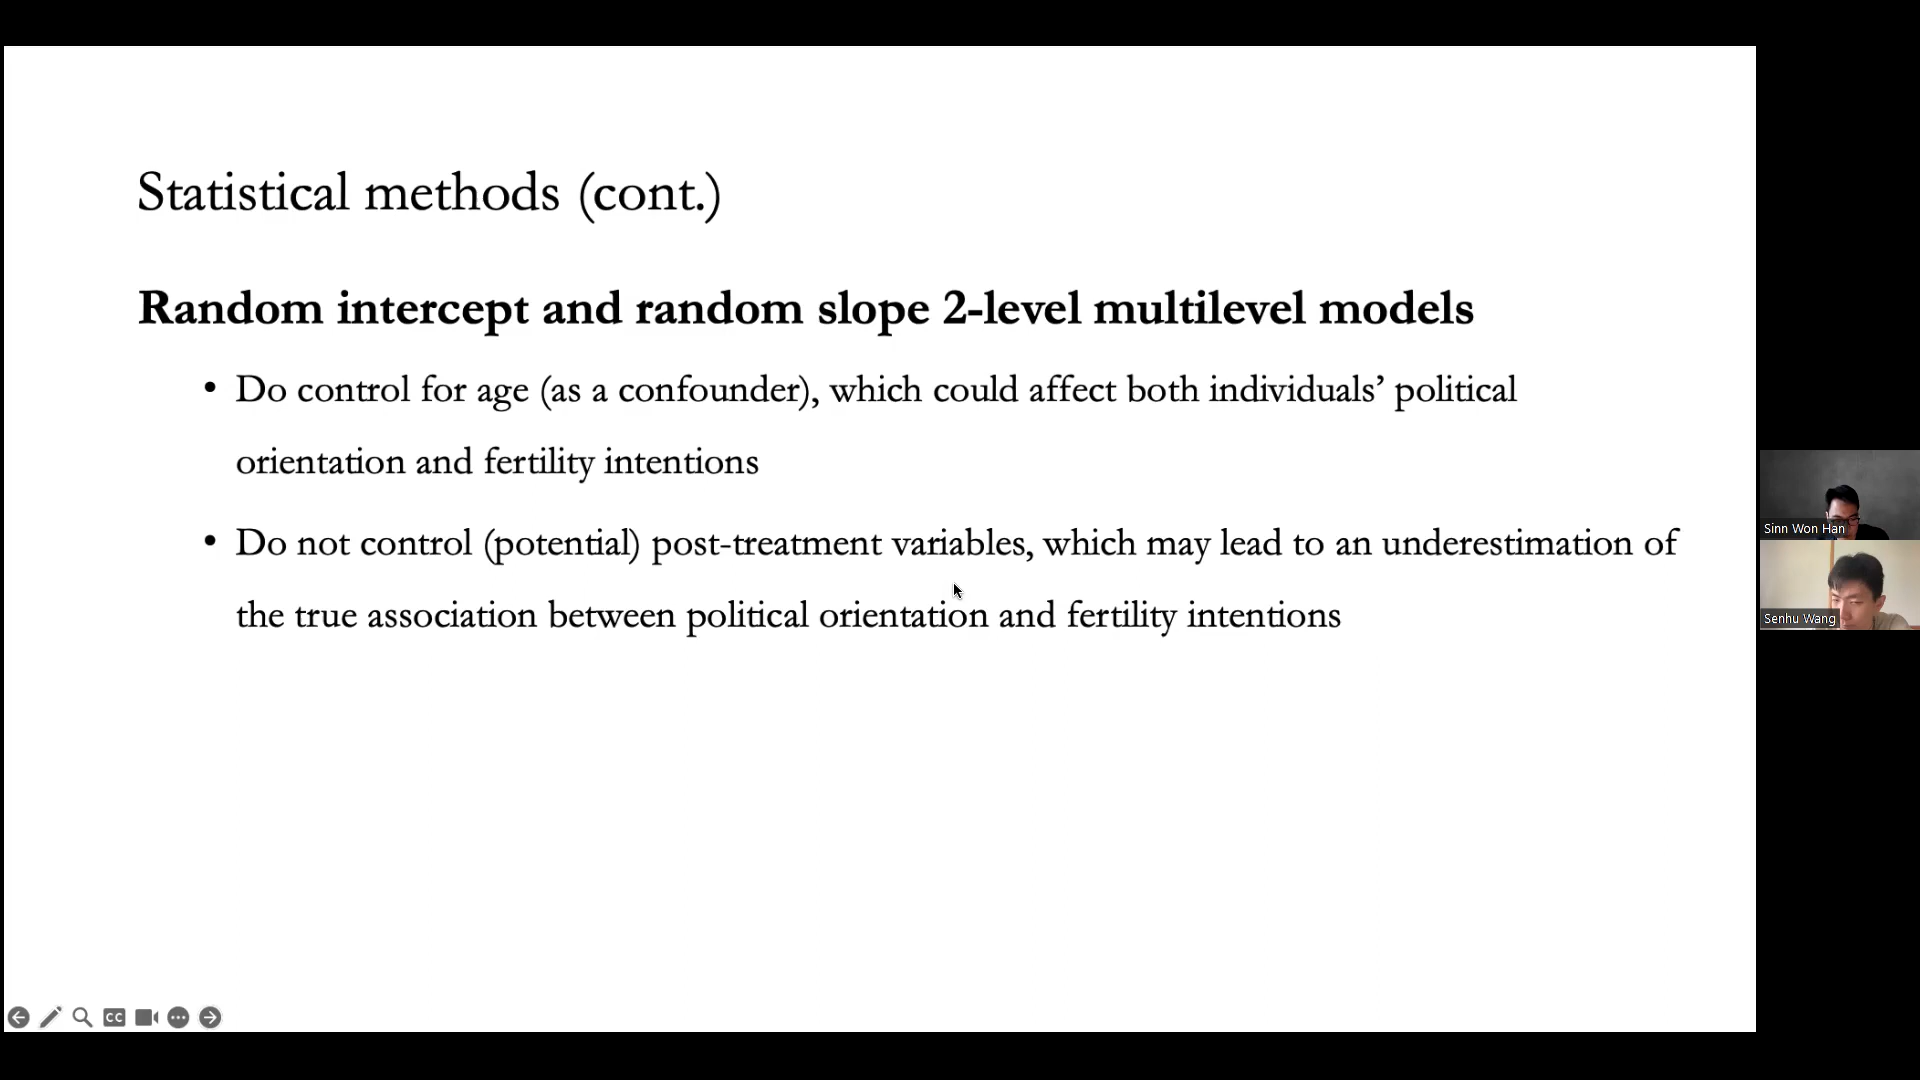 Statistical methods (cont.)
Random intercept and random slope 2-level multilevel models
• Do control for age (as a confounder), which could affect both individuals’ political
orientation and fertility intentions
• Do not control (potential) post-treatment variables, which may lead to an underestimation of
the true association between political orientation and fertility intentions
Sinn Won Han
Senhu Wang
CC